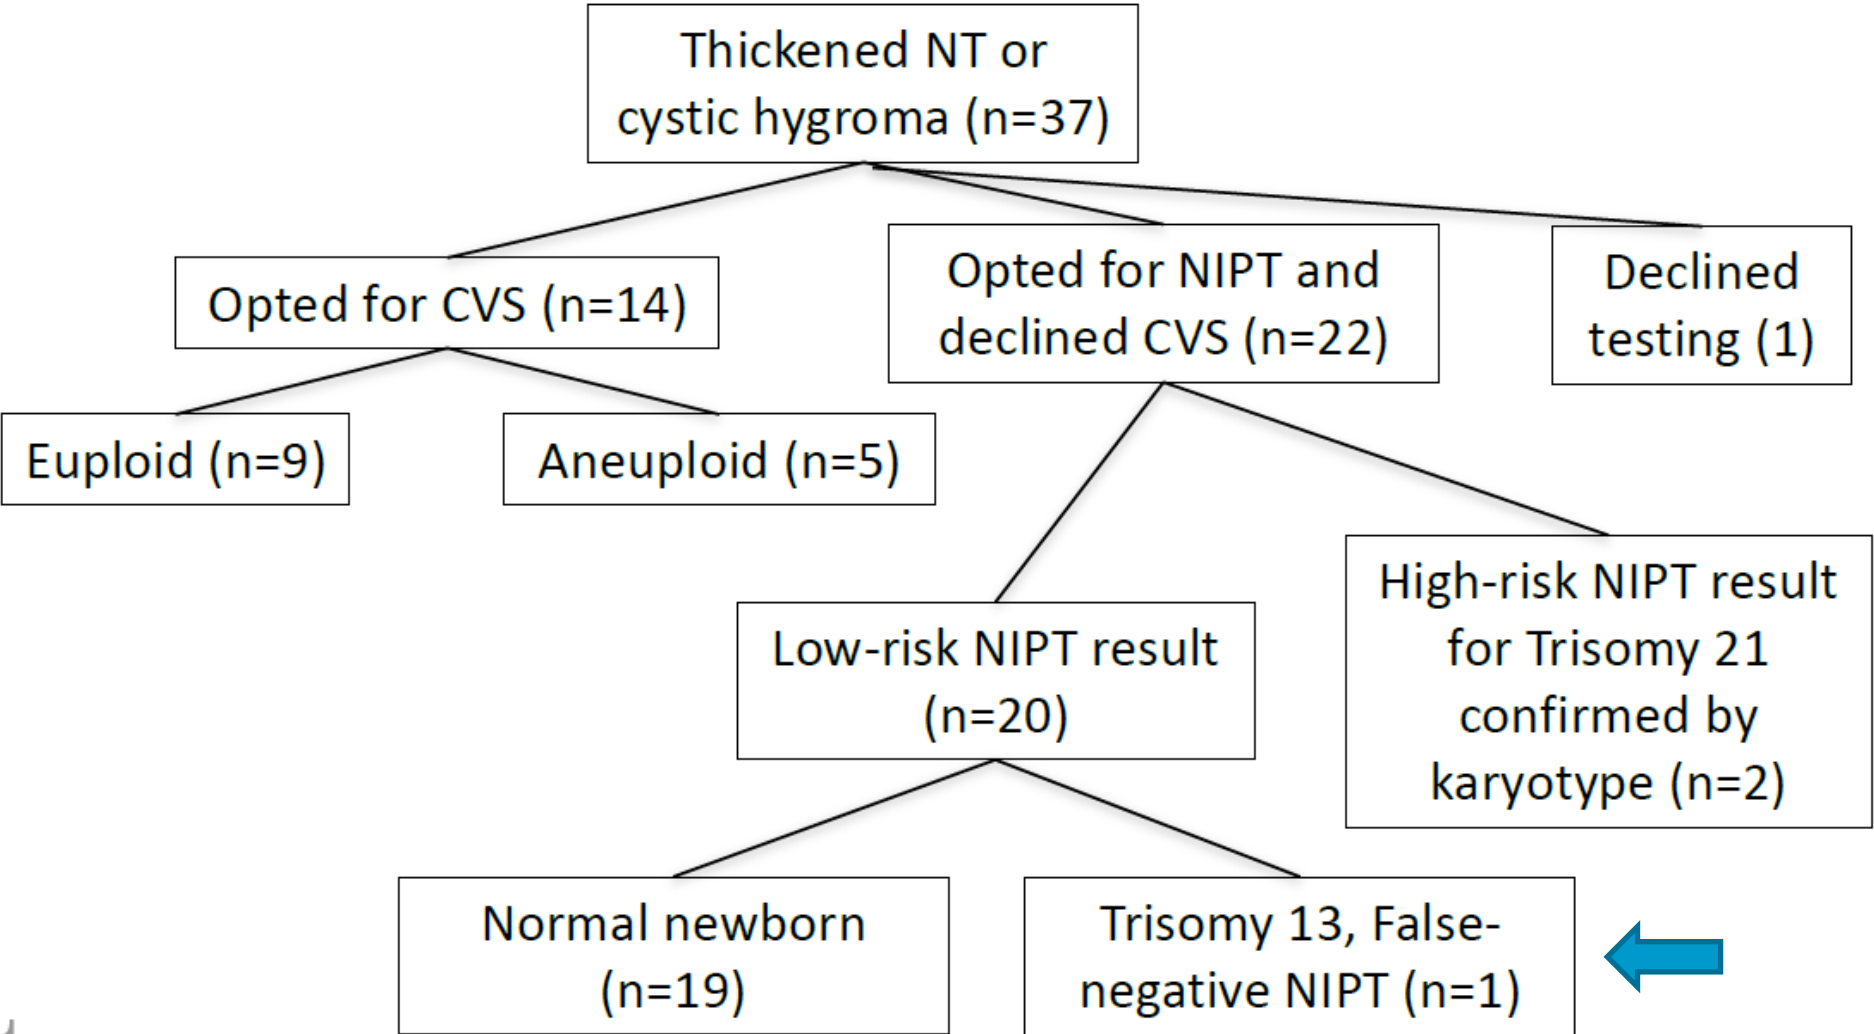 Thickened NT or
cystic hygroma (n=37)
Opted for CVS (n=14)
Opted for NIPT and
declined CVS (n=22)
Declined
testing (1)
Euploid (n=9)
Aneuploid (n=5)
Low-risk NIPT result
(n=20)
High-risk NIPT result
for Trisomy 21
confirmed by
karyotype (n=2)
Normal newborn
(n=19)
Trisomy 13, False-
negative NIPT (n=1)